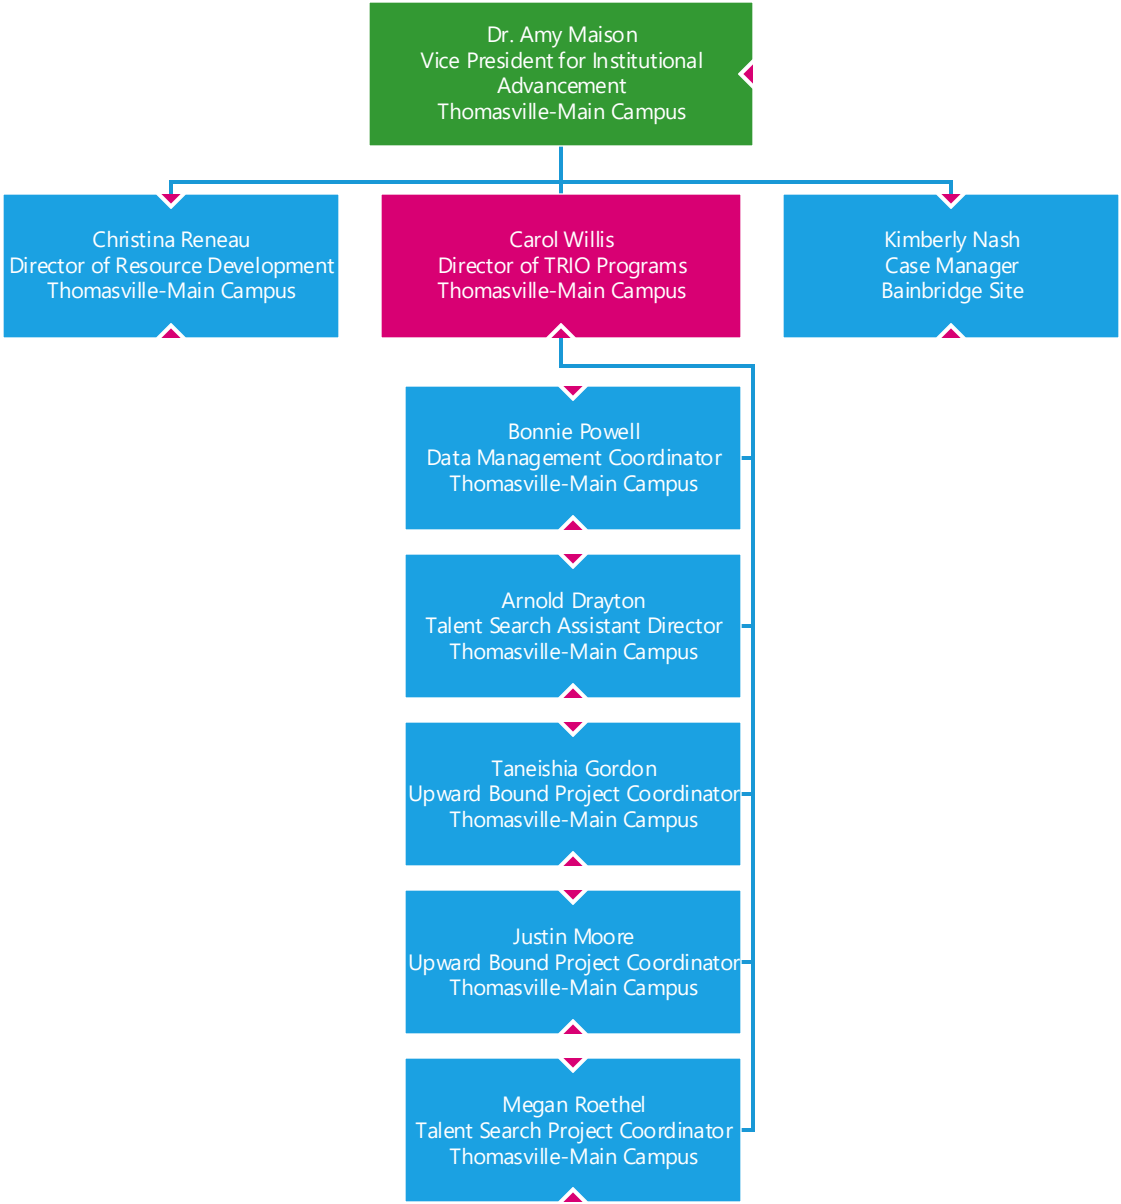 Dr. Amy Maison
Vice President for Institutional
Advancement
Thomasville-Main Campus
Christina Reneau
Director of Resource Development
Thomasville-Main Campus
Carol Willis
Director of TRIO Programs
Thomasville-Main Campus
Kimberly Nash
Case Manager
Bainbridge Site
Bonnie Powell
Data Management Coordinator
Thomasville-Main Campus
Arnold Drayton
Talent Search Assistant Director
Thomasville-Main Campus
Taneishia Gordon
Upward Bound Project Coordinator
Thomasville-Main Campus
Justin Moore
Upward Bound Project Coordinator
Thomasville-Main Campus
Megan Roethel
Talent Search Project Coordinator
Thomasville-Main Campus